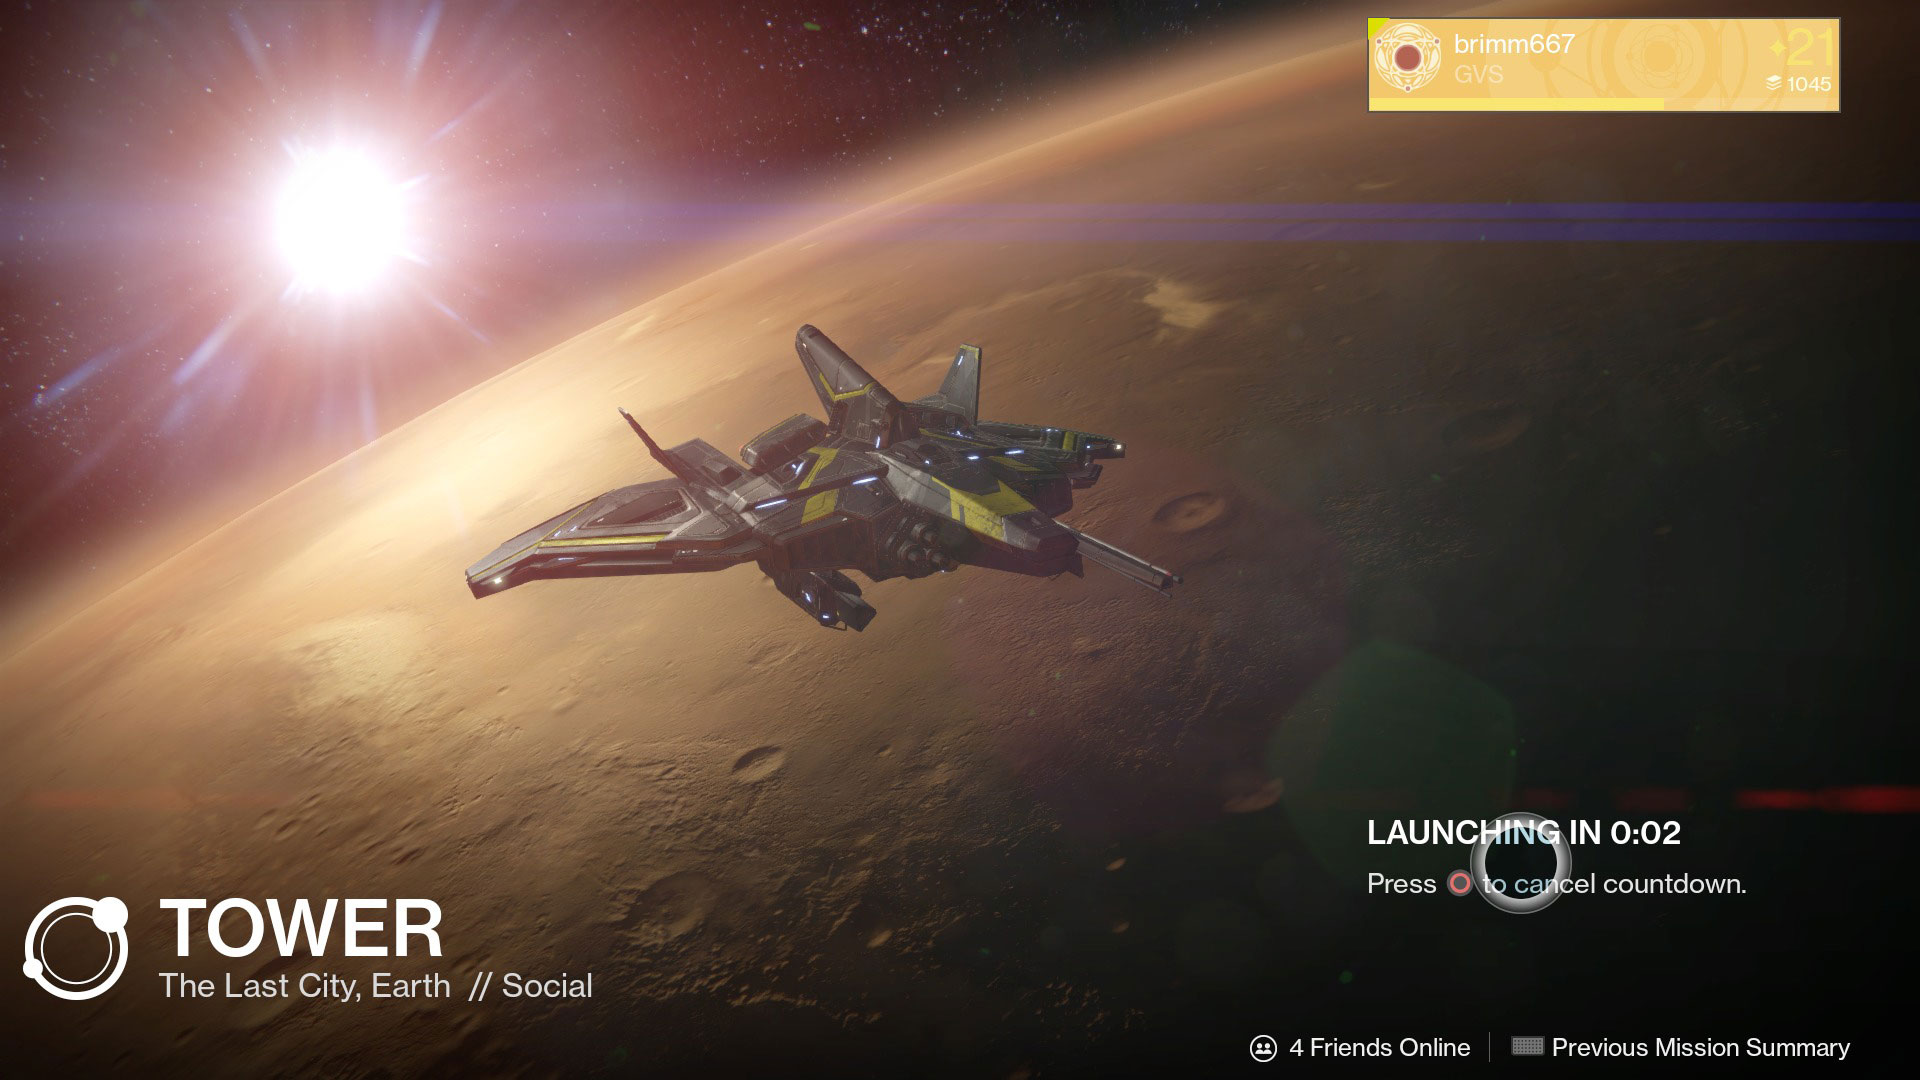 brimm667
GVS
21
1045
LAUNCHING IN 0:02
Press to cancel countdown.
TOWER
The Last City, Earth // Social
4 Friends Online
Previous Mission Summary